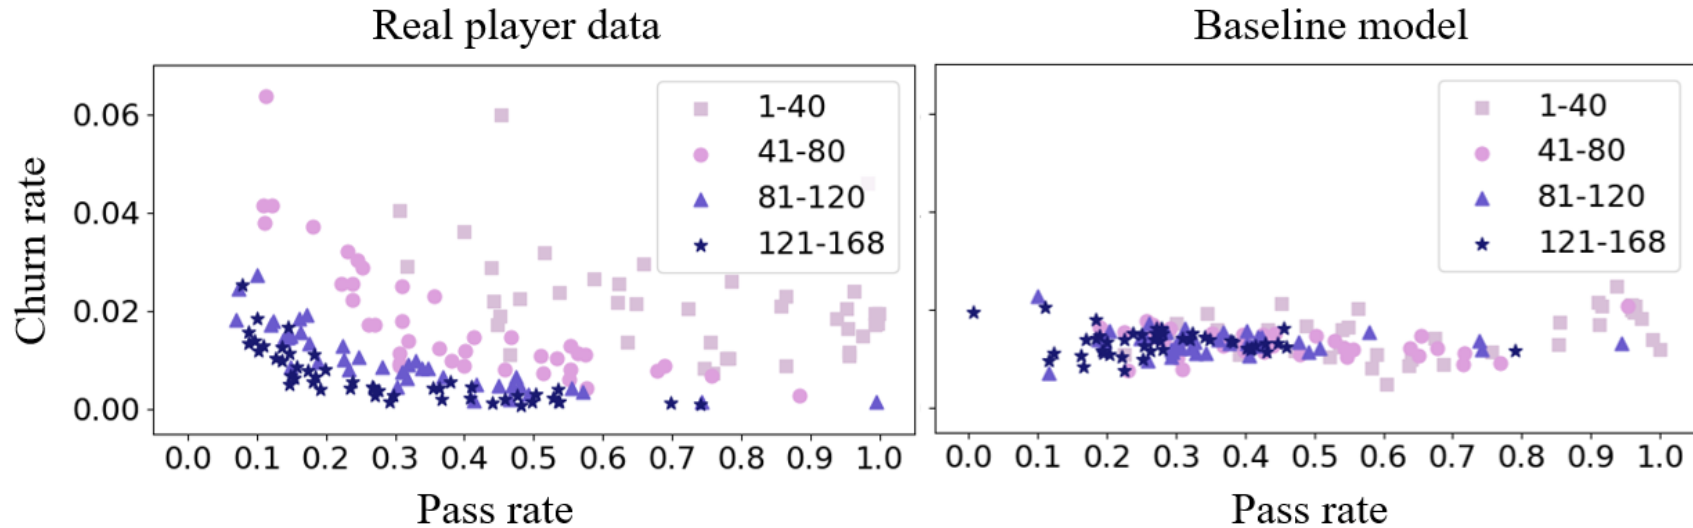 Real player data
Churn rate
0.06
0.04
0.02
0.00
1-40
41-80
81-120
121-168
0.0 0.1 0.2 0.3 0.4 0.5 0.6 0.7 0.8 0.9 1.0
Pass rate
Baseline model
1-40
41-80
81-120
121-168
0.0 0.1 0.2 0.3 0.4 0.5 0.6 0.7 0.8 0.9 1.0
Pass rate